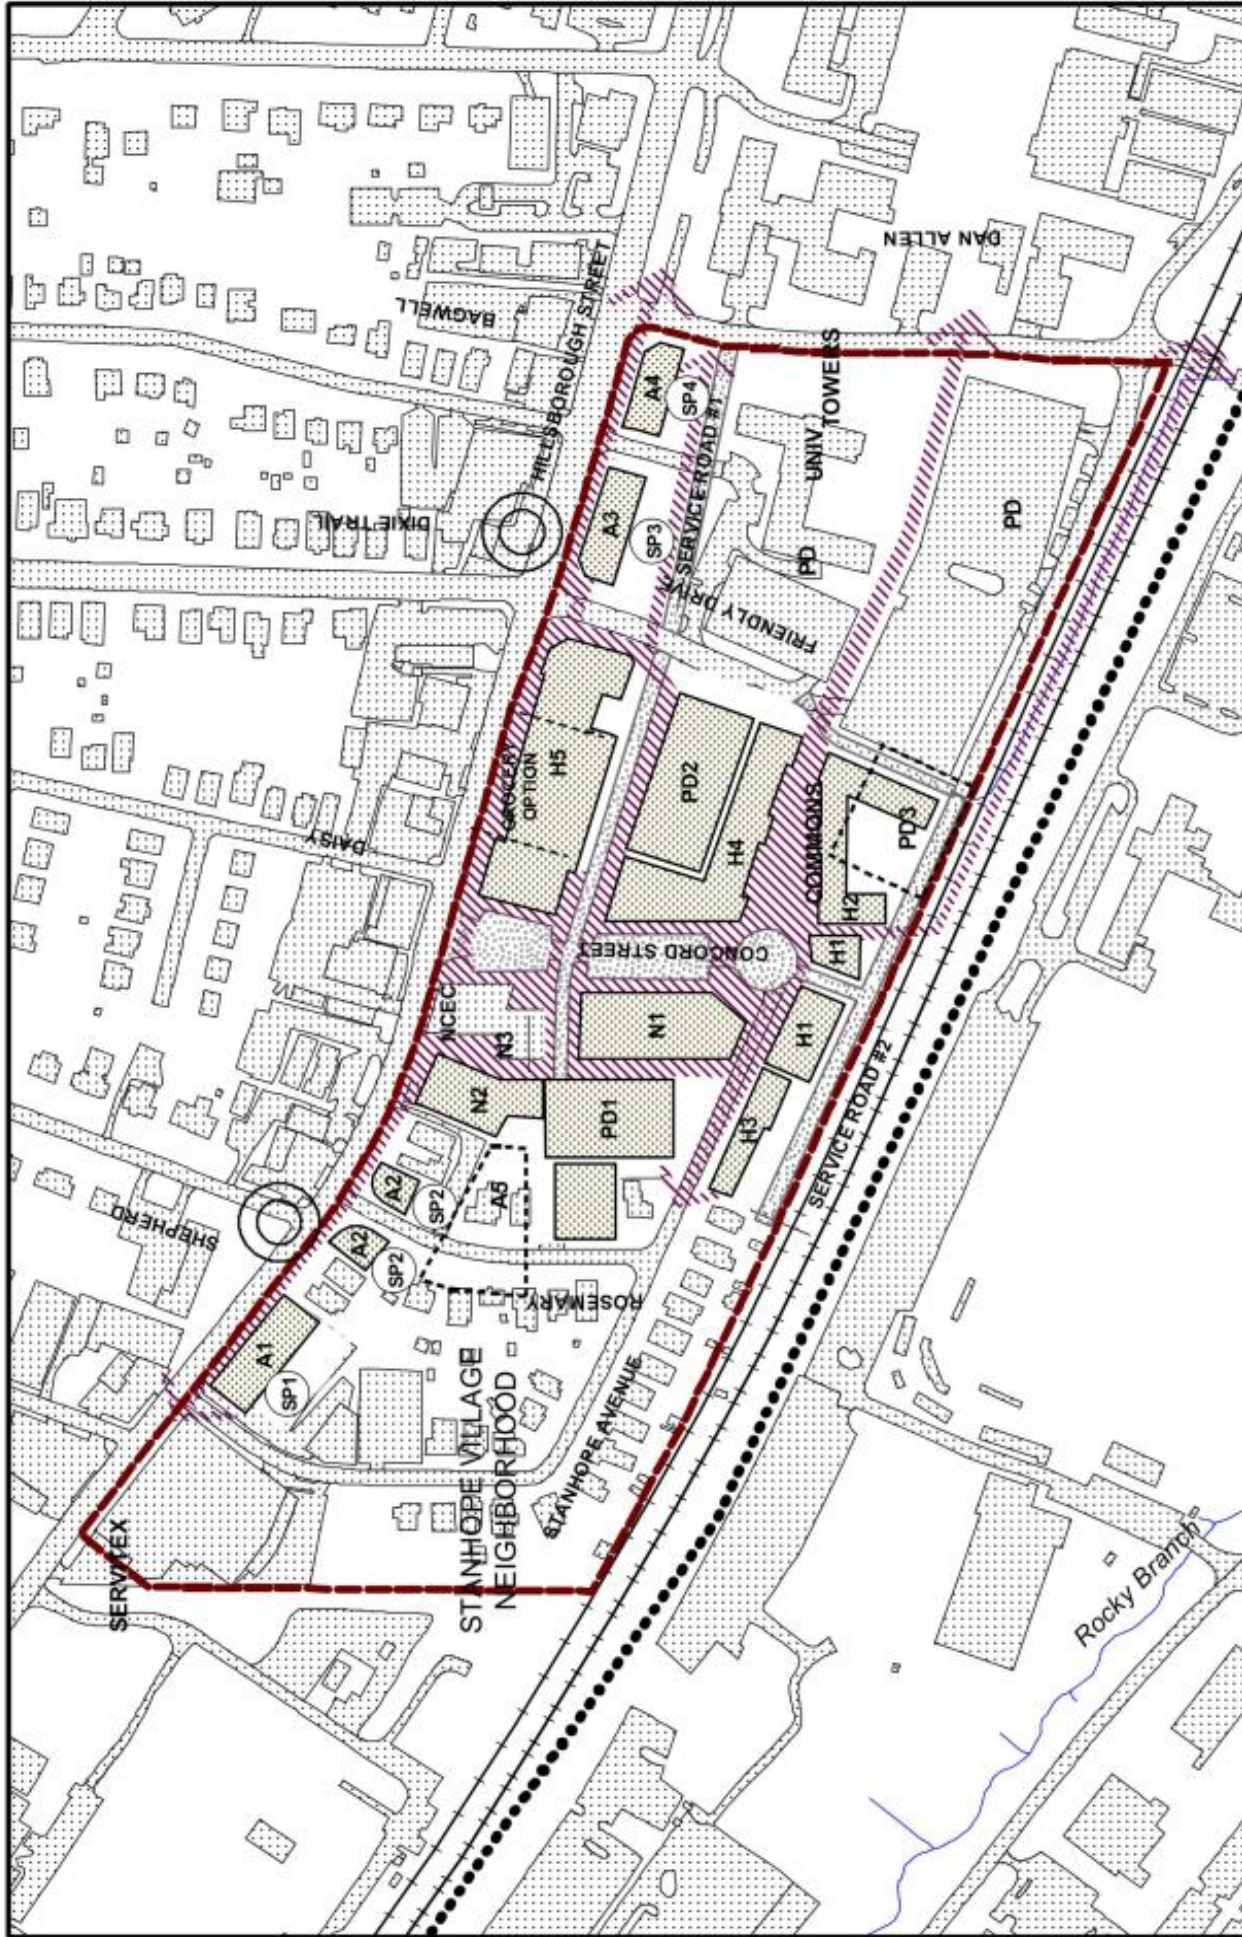 SHEPHERD
DAISY
DIXIE TRAIL
BAGWELL
HILLSBOROUGH STREET
DAN ALLEN
SERVITEX
A1
SP1
A2
SP2
A2
SP2
A5
N2
NCEC
N3
GROCERY
OPTION
H5
A3
SP3
A4
SP4
SERVICE ROAD #1
FRIENDLY DRIVE
UNIV.
TOWERS
PD
PD
STANHOPE VILLAGE
NEIGHBORHOOD
ROSEMARY
STANHOPE AVENUE
PD1
N1
CONCORD STREET
PD2
H4
COMMONS
H3
H1
H1
H2
PD3
SERVICE ROAD #2
Rocky Branch